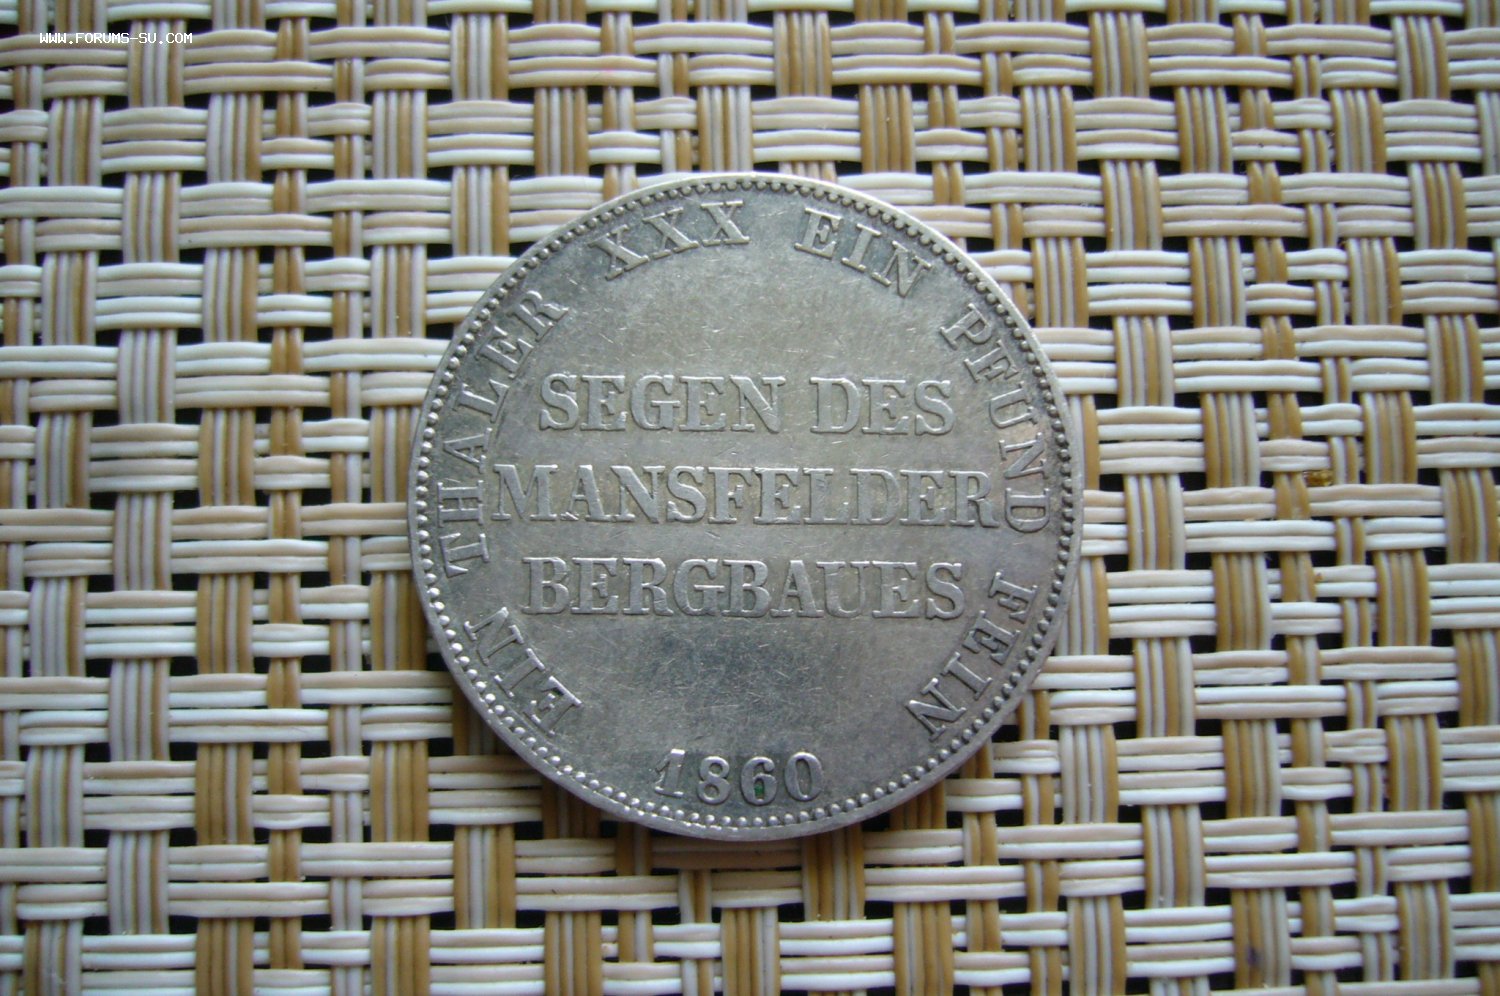 WWW.FORUMS-SU.COM
EIN THALER XXX EIN PFUND FEIN
SEGEN DES
MANSFELDER
BERGBAUES
1860